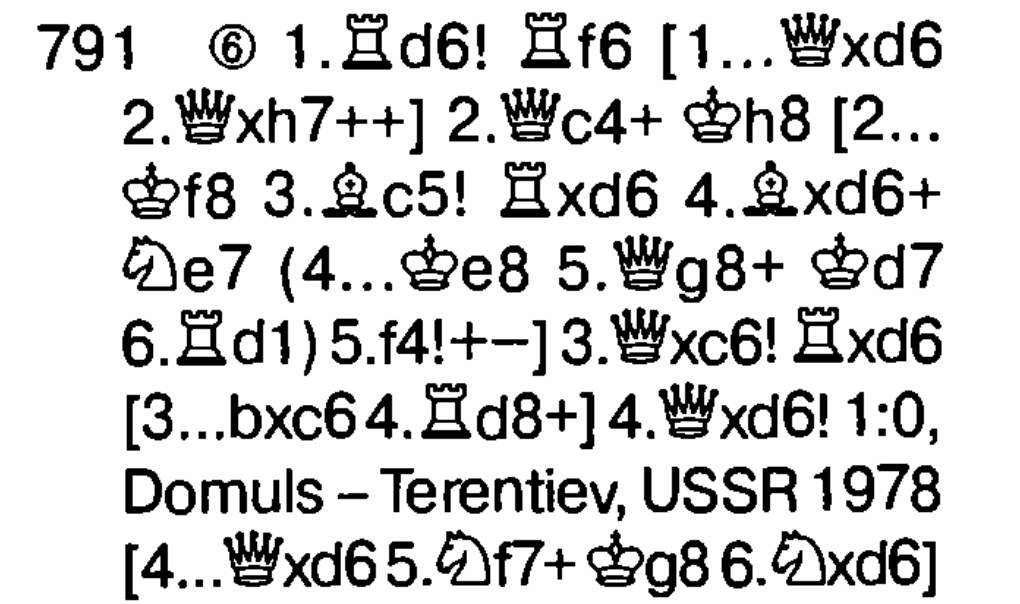 791 ⑥ 1.♖d6! ♖f6 [1...♕xd6
2.♕xh7++] 2.♕c4+ ♔h8 [2...
♔f8 3.♗c5! ♖xd6 4.♗xd6+
♘e7 (4...♔e8 5.♕g8+ ♔d7
6.♖d1) 5.f4!+−] 3.♕xc6! ♖xd6
[3...bxc6 4.♖d8+] 4.♕xd6! 1:0,
Domuls – Terentiev, USSR 1978
[4...♕xd6 5.♘f7+ ♔g8 6.♘xd6]